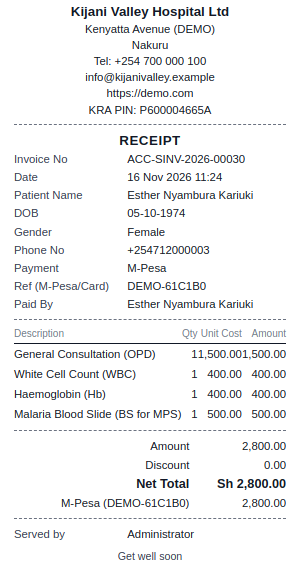 Kijani Valley Hospital Ltd
Kenyatta Avenue (DEMO)
Nakuru
Tel: +254 700 000 100
info@kijanivalley.example
https://demo.com
KRA PIN: P600004665A
RECEIPT
Invoice No ACC-SINV-2026-00030
Date 16 Nov 2026 11:24
Patient Name Esther Nyambura Kariuki
DOB 05-10-1974
Gender Female
Phone No +254712000003
Payment M-Pesa
Ref (M-Pesa/Card) DEMO-61C1B0
Paid By Esther Nyambura Kariuki
Description Qty Unit Cost Amount
General Consultation (OPD) 1 1,500.00 1,500.00
White Cell Count (WBC) 1 400.00 400.00
Haemoglobin (Hb) 1 400.00 400.00
Malaria Blood Slide (BS for MPS) 1 500.00 500.00
Amount 2,800.00
Discount 0.00
Net Total Sh 2,800.00
M-Pesa (DEMO-61C1B0) 2,800.00
Served by Administrator
Get well soon